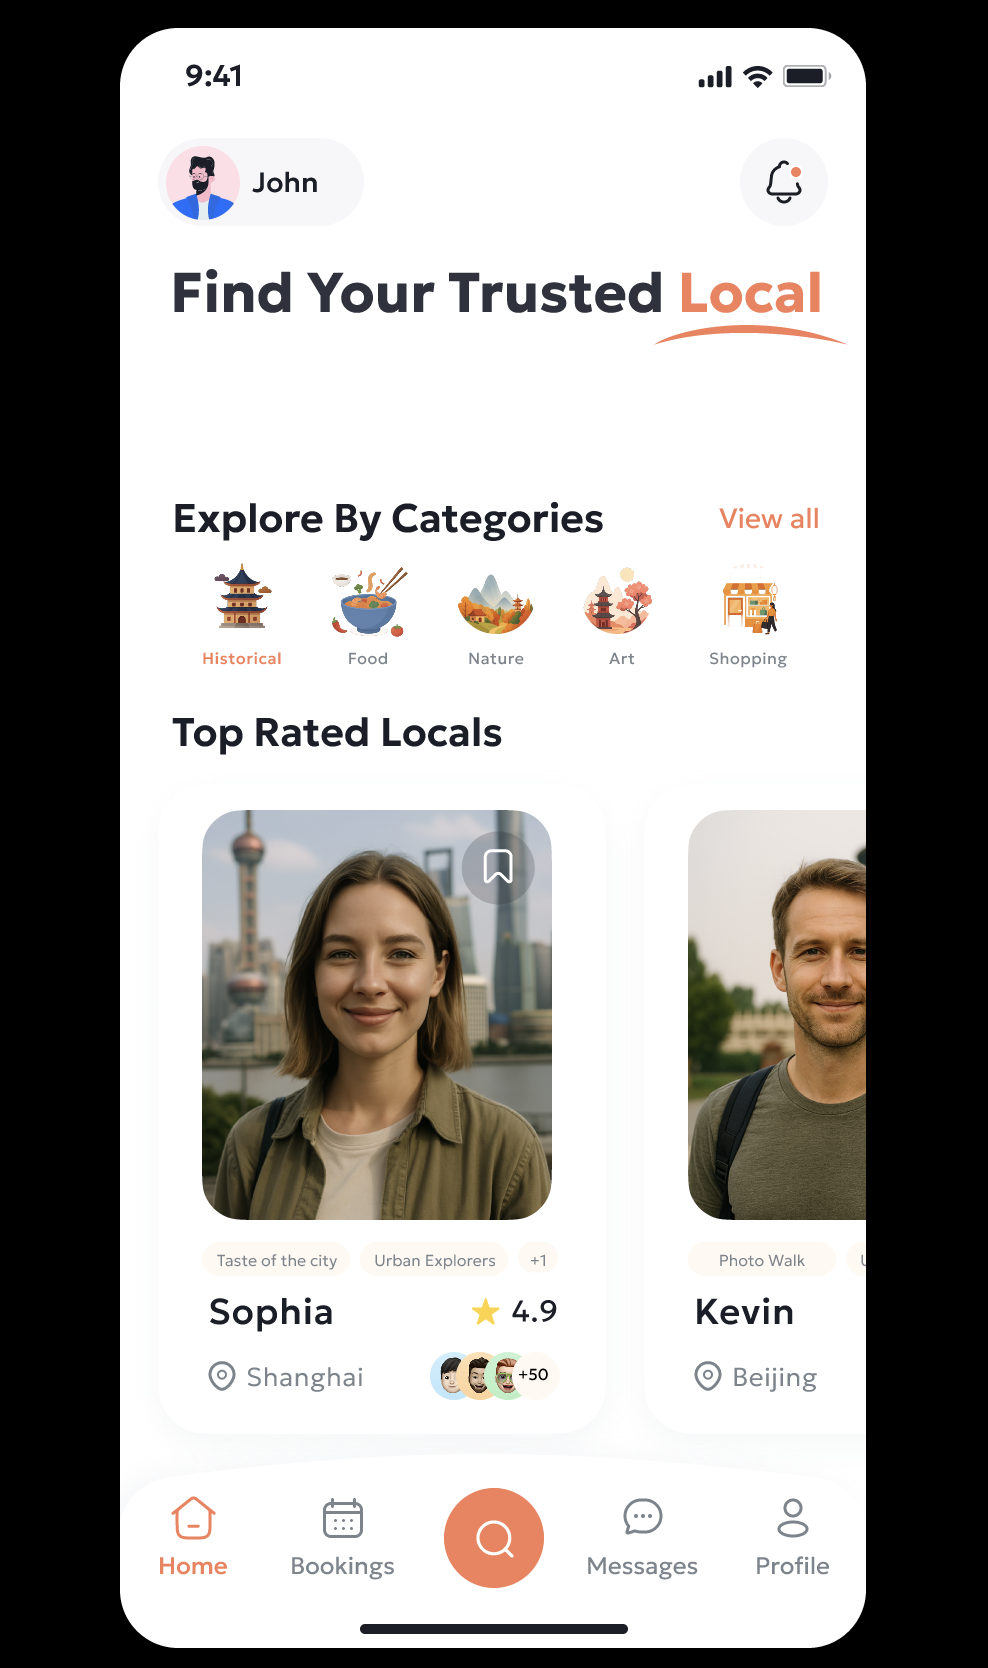 9:41
John
Find Your Trusted Local
Explore By Categories
View all
Historical
Food
Nature
Art
Shopping
Top Rated Locals
Taste of the city
Urban Explorers
+1
Photo Walk
U
Sophia
4.9
Kevin
Shanghai
+50
Beijing
Home
Bookings
Messages
Profile